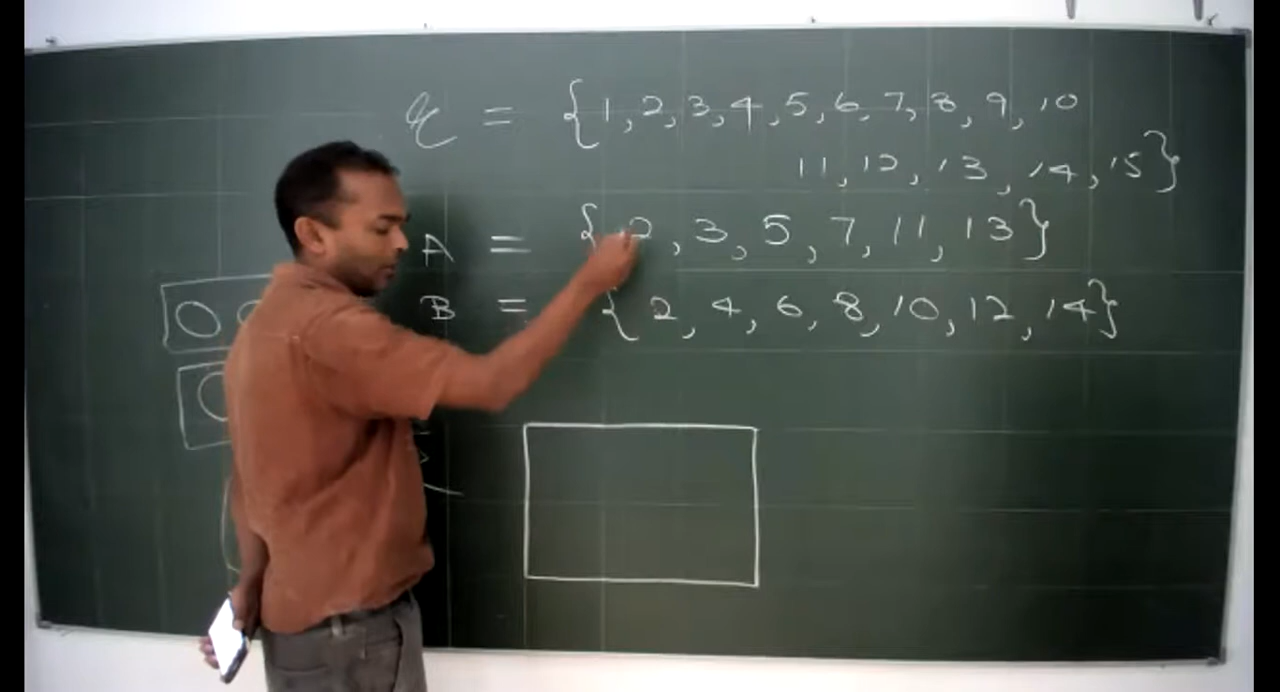 ℰ = {1, 2, 3, 4, 5, 6, 7, 8, 9, 10
11, 12, 13, 14, 15}
A = {2, 3, 5, 7, 11, 13}
B = {2, 4, 6, 8, 10, 12, 14}